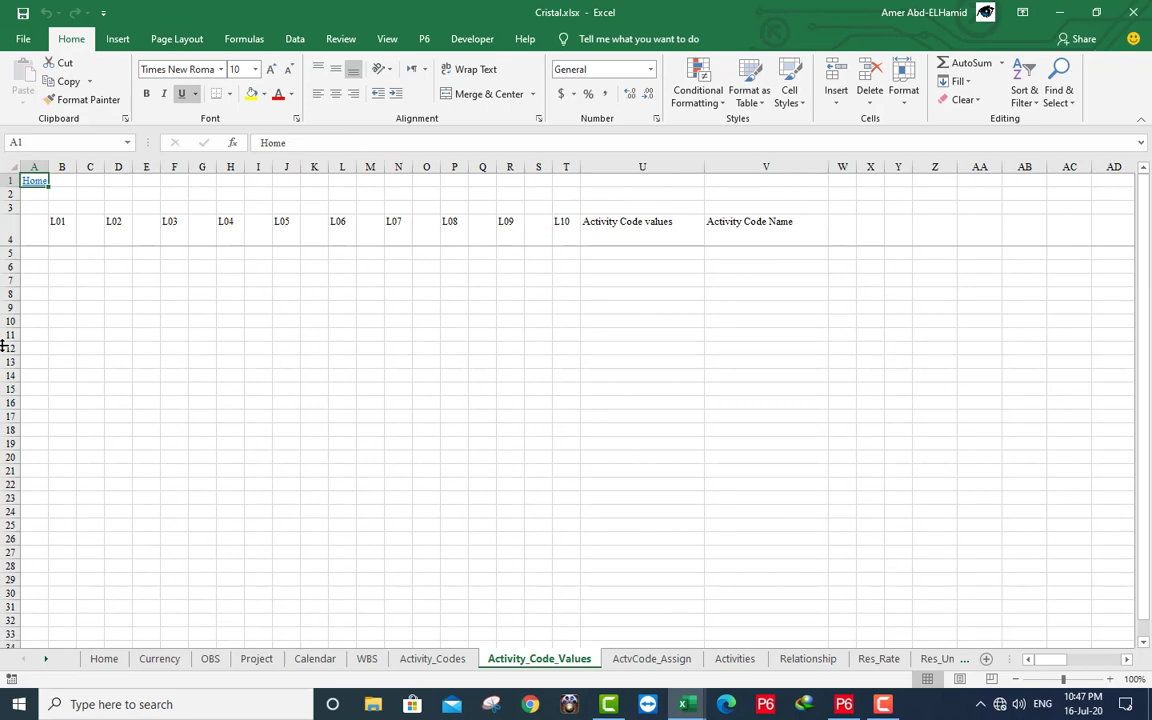 Cristal.xlsx - Excel
Amer Abd-ELHamid
File Home Insert Page Layout Formulas Data Review View Developer P6 Help Tell me what you want to do Share
Paste
Cut
Copy
Format Painter
Clipboard
Times New Roma 10
B I U
Font
Wrap Text
Merge & Center
Alignment
General
$ % ,
Number
Conditional Formatting
Format as Table
Cell Styles
Styles
Insert
Delete
Format
Cells
AutoSum
Fill
Clear
Sort & Filter
Find & Select
Editing
A1 fx Home
A B C D E F G H I J K L M N O P Q R S T U V W X Y Z AA AB AC AD
1 Home
2
3
4 L01 L02 L03 L04 L05 L06 L07 L08 L09 L10 Activity Code values Activity Code Name
5
6
7
8
9
10
11
12
13
14
15
16
17
18
19
20
21
22
23
24
25
26
27
28
29
30
31
32
33
34
Home Currency OBS Project Calendar WBS Activity_Codes Activity_Code_Values ActvCode_Assign Activities Relationship Res_Rate Res_Un ...
100%
Type here to search
P6
P6
ENG
10:47 PM
16-Jul-20